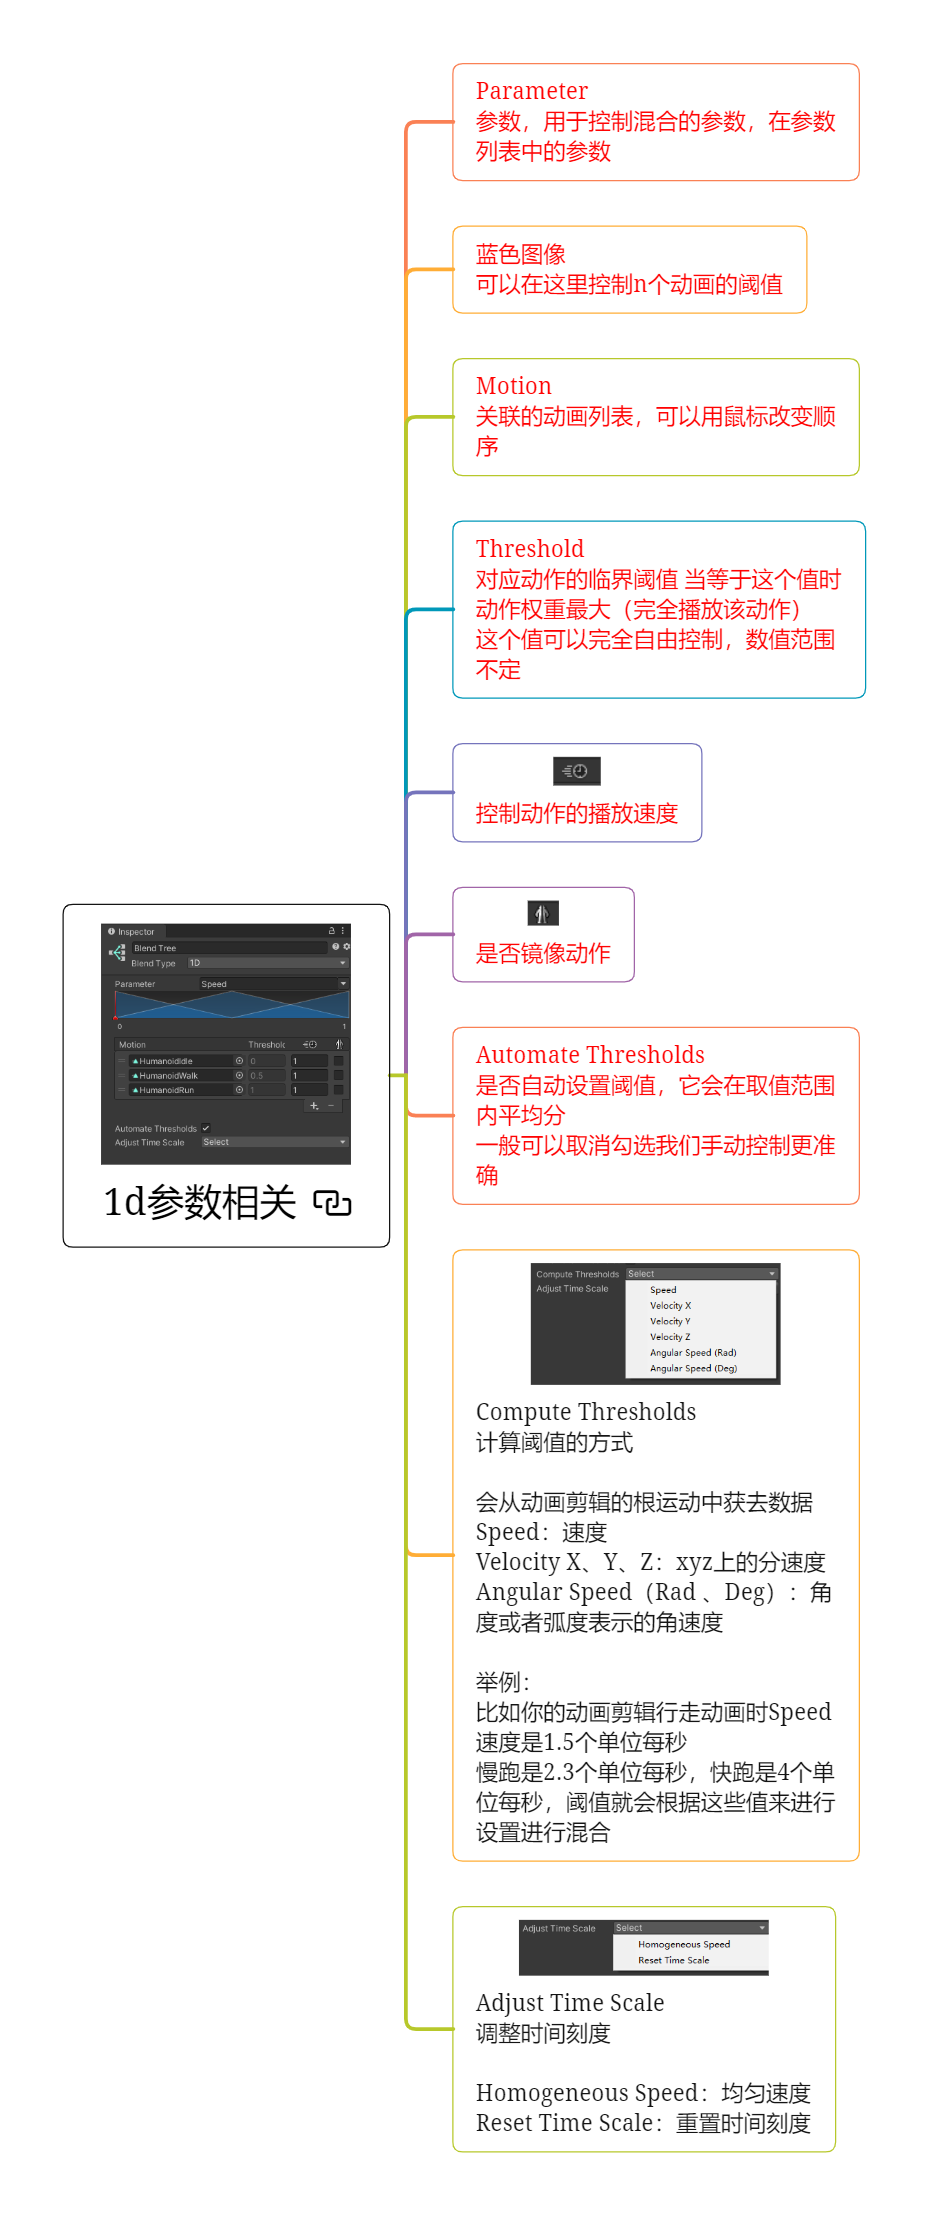 Parameter
参数，用于控制混合的参数，在参数
列表中的参数
蓝色图像
可以在这里控制n个动画的阈值
Motion
关联的动画列表，可以用鼠标改变顺
序
Threshold
对应动作的临界阈值 当等于这个值时
动作权重最大（完全播放该动作）
这个值可以完全自由控制，数值范围
不定
控制动作的播放速度
是否镜像动作
Inspector
Blend Tree
Blend Type 1D
Parameter Speed
0 1
Motion Threshold
HumanoidIdle 0 1
HumanoidWalk 0.5 1
HumanoidRun 1 1
+ -
Automate Thresholds
Adjust Time Scale Select
1d参数相关
Automate Thresholds
是否自动设置阈值，它会在取值范围
内平均分
一般可以取消勾选我们手动控制更准
确
Compute Thresholds Select
Adjust Time Scale Speed
Velocity X
Velocity Y
Velocity Z
Angular Speed (Rad)
Angular Speed (Deg)
Compute Thresholds
计算阈值的方式
会从动画剪辑的根运动中获去数据
Speed：速度
Velocity X、Y、Z：xyz上的分速度
Angular Speed（Rad 、Deg）：角
度或者弧度表示的角速度
举例：
比如你的动画剪辑行走动画时Speed
速度是1.5个单位每秒
慢跑是2.3个单位每秒，快跑是4个单
位每秒，阈值就会根据这些值来进行
设置进行混合
Adjust Time Scale Select
Homogeneous Speed
Reset Time Scale
Adjust Time Scale
调整时间刻度
Homogeneous Speed：均匀速度
Reset Time Scale：重置时间刻度